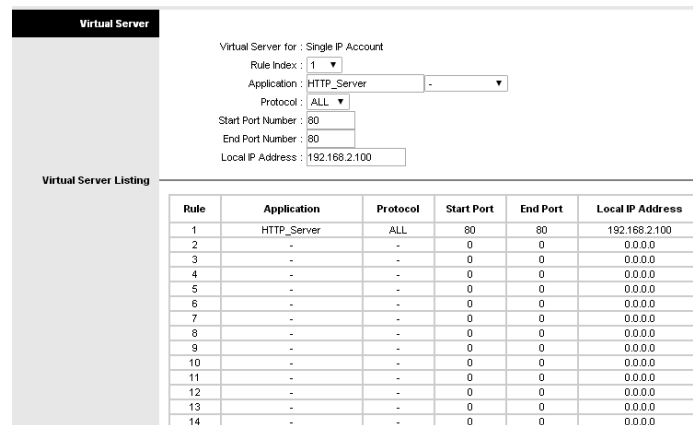 Virtual Server
Virtual Server for : Single IP Account
Rule Index : 1
Application : HTTP_Server -
Protocol : ALL
Start Port Number : 80
End Port Number : 80
Local IP Address : 192.168.2.100
Virtual Server Listing
Rule Application Protocol Start Port End Port Local IP Address
1 HTTP_Server ALL 80 80 192.168.2.100
2 - - 0 0 0.0.0.0
3 - - 0 0 0.0.0.0
4 - - 0 0 0.0.0.0
5 - - 0 0 0.0.0.0
6 - - 0 0 0.0.0.0
7 - - 0 0 0.0.0.0
8 - - 0 0 0.0.0.0
9 - - 0 0 0.0.0.0
10 - - 0 0 0.0.0.0
11 - - 0 0 0.0.0.0
12 - - 0 0 0.0.0.0
13 - - 0 0 0.0.0.0
14 - - 0 0 0.0.0.0